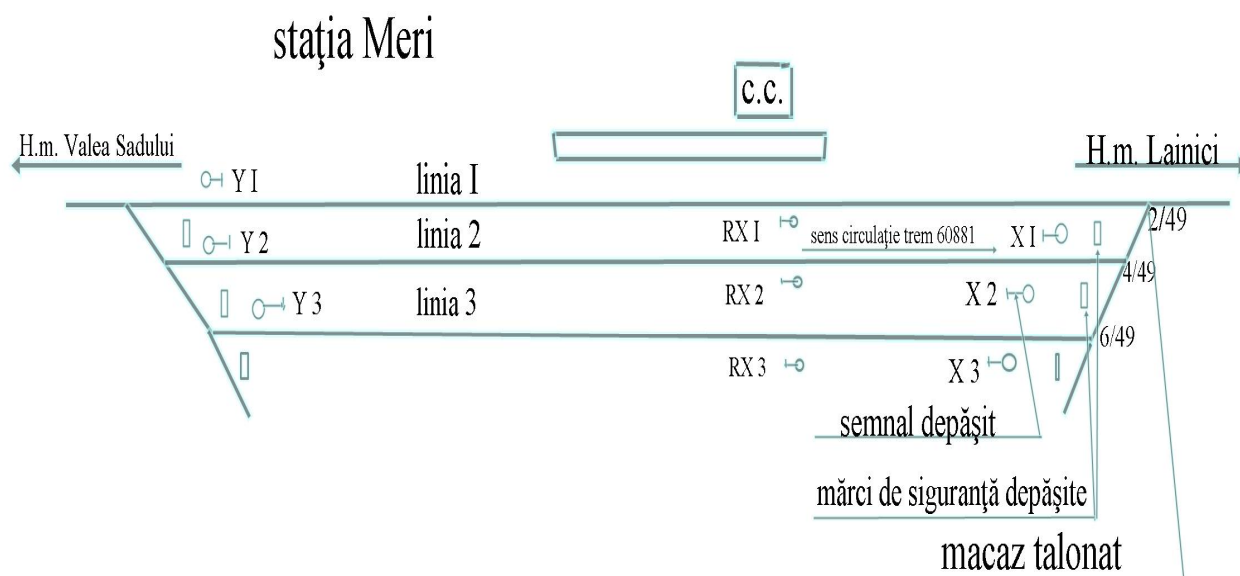 staţia Meri
c.c.
H.m. Valea Sadului
H.m. Lainici
Y I
linia I
2/49
Y 2
linia 2
RX I
sens circulaţie trem 60881
X I
4/49
Y 3
linia 3
RX 2
X 2
6/49
RX 3
X 3
semnal depăşit
mărci de siguranţă depăşite
macaz talonat